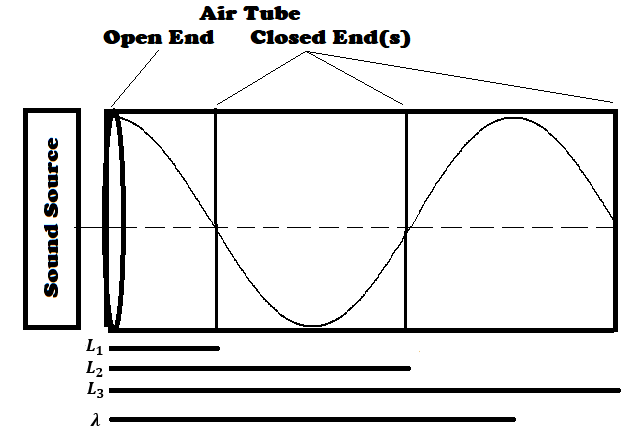 Air Tube
Open End
Closed End(s)
Sound Source
L₁
L₂
L₃
λ